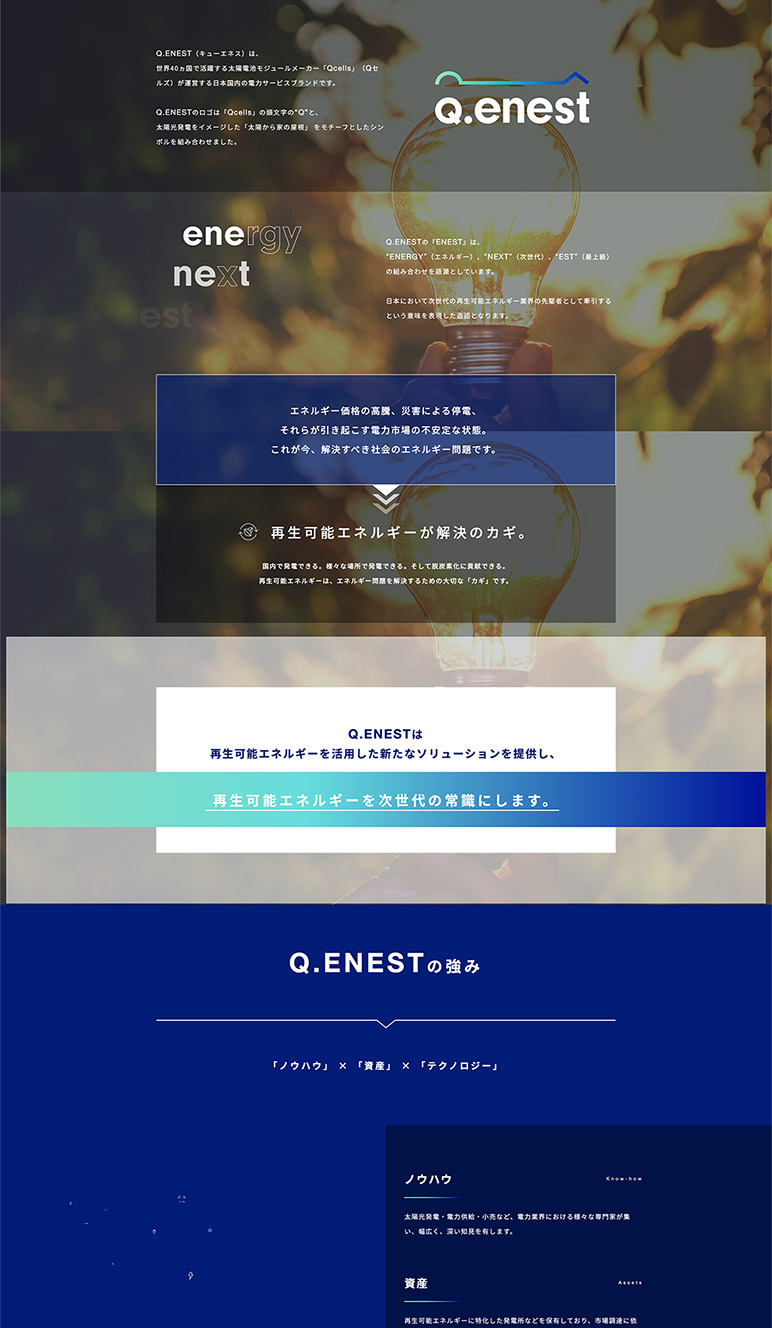 Q.ENEST（キューエネス）は、
世界40ヵ国で活躍する太陽電池モジュールメーカー「Qcells」（Qセ
ルズ）が運営する日本国内の電力サービスブランドです。
Q.ENESTのロゴは「Qcells」の頭文字の"Q"と、
太陽光発電をイメージした「太陽から家の屋根」 をモチーフとしたシン
ボルを組み合わせました。
Q.enest
energy
next
est
Q.ENESTの『ENEST』は、
“ENERGY”（エネルギー）、“NEXT”（次世代）、“EST”（最上級）
の組み合わせを語源としています。
日本において次世代の再生可能エネルギー業界の先駆者として牽引する
という意味を表現した造語となります。
エネルギー価格の高騰、災害による停電、
それらが引き起こす電力市場の不安定な状態。
これが今、解決すべき社会のエネルギー問題です。
再生可能エネルギーが解決のカギ。
国内で発電できる。様々な場所で発電できる。そして脱炭素化に貢献できる。
再生可能エネルギーは、エネルギー問題を解決するための大切な「カギ」です。
Q.ENESTは
再生可能エネルギーを活用した新たなソリューションを提供し、
再生可能エネルギーを次世代の常識にします。
Q.ENESTの強み
「ノウハウ」 × 「資産」 × 「テクノロジー」
ノウハウ
Know-how
太陽光発電・電力供給・小売など、電力業界における様々な専門家が集
い、幅広く、深い知見を有します。
資産
Assets
再生可能エネルギーに特化した発電所などを保有しており、市場調達に依